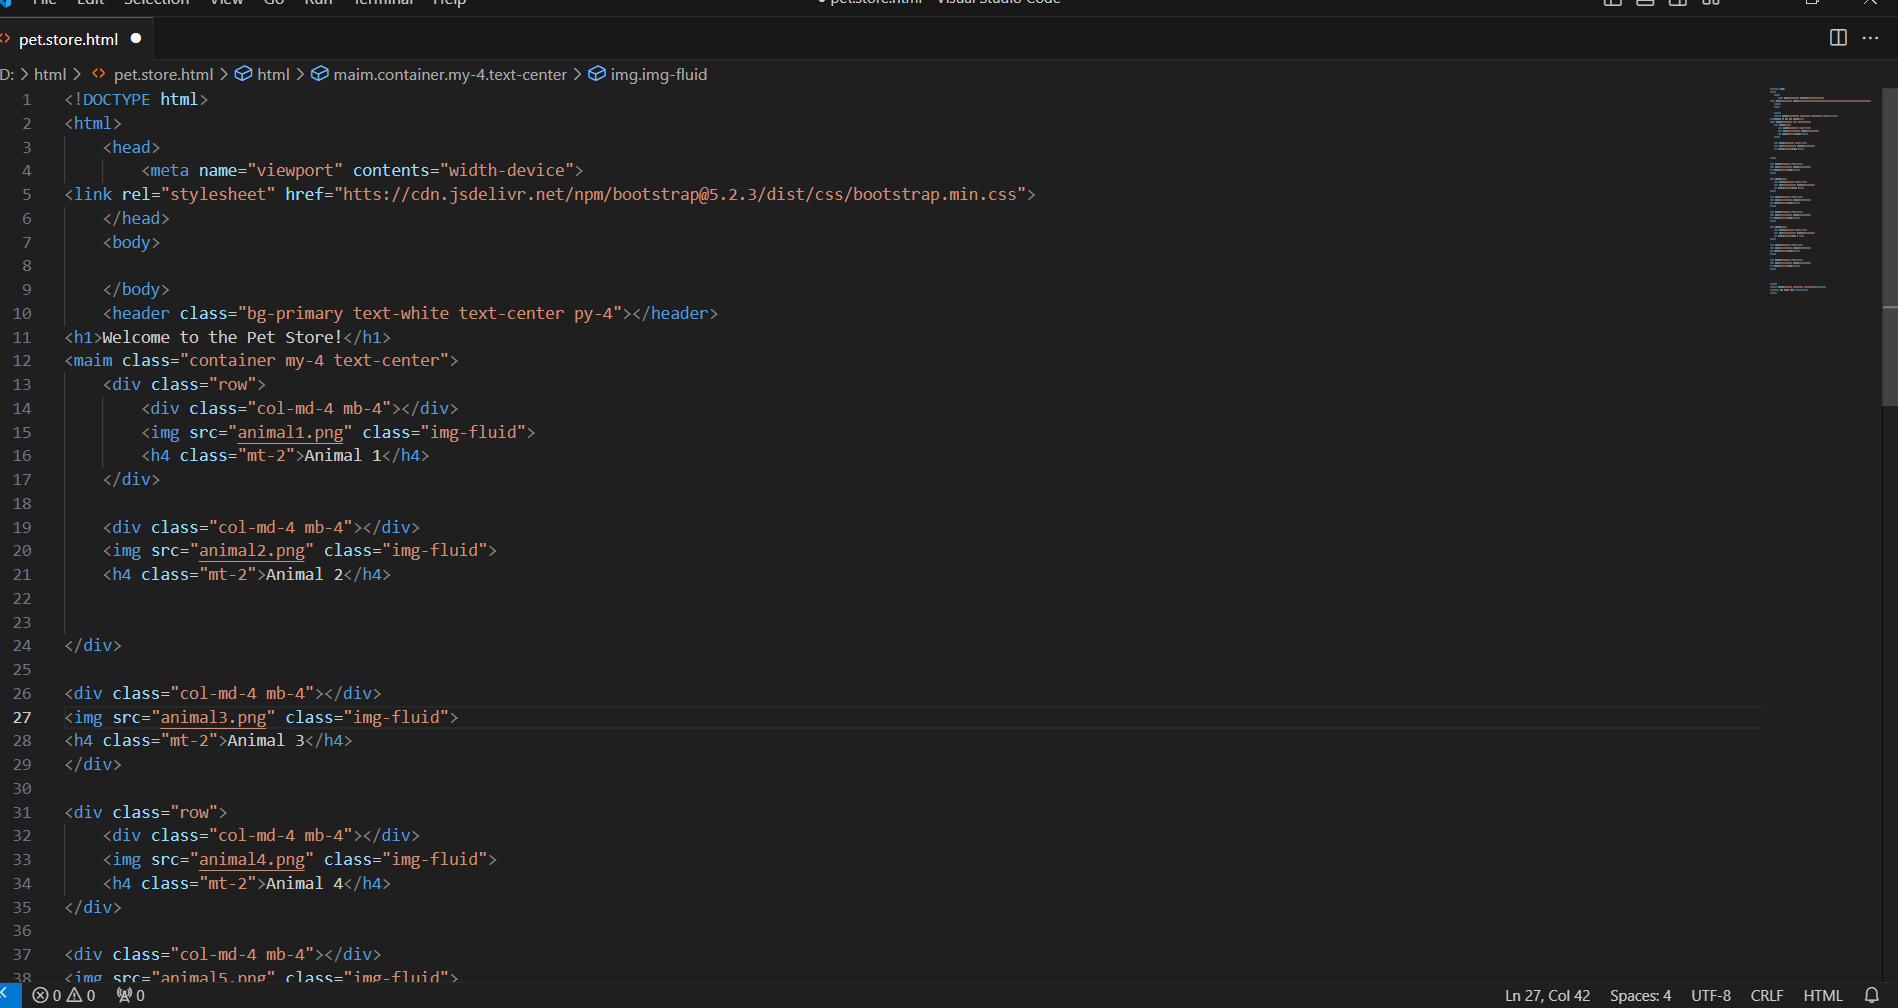 File Edit Selection View Go Run Terminal Help
pet.store.html - Visual Studio Code
pet.store.html
D: > html > pet.store.html > html > maim.container.my-4.text-center > img.img-fluid
1 <!DOCTYPE html>
2 <html>
3 <head>
4 <meta name="viewport" contents="width-device">
5 <link rel="stylesheet" href="htts://cdn.jsdelivr.net/npm/bootstrap@5.2.3/dist/css/bootstrap.min.css">
6 </head>
7 <body>
8
9 </body>
10 <header class="bg-primary text-white text-center py-4"></header>
11 <h1>Welcome to the Pet Store!</h1>
12 <maim class="container my-4 text-center">
13 <div class="row">
14 <div class="col-md-4 mb-4"></div>
15 <img src="animal1.png" class="img-fluid">
16 <h4 class="mt-2">Animal 1</h4>
17 </div>
18
19 <div class="col-md-4 mb-4"></div>
20 <img src="animal2.png" class="img-fluid">
21 <h4 class="mt-2">Animal 2</h4>
22
23
24 </div>
25
26 <div class="col-md-4 mb-4"></div>
27 <img src="animal3.png" class="img-fluid">
28 <h4 class="mt-2">Animal 3</h4>
29 </div>
30
31 <div class="row">
32 <div class="col-md-4 mb-4"></div>
33 <img src="animal4.png" class="img-fluid">
34 <h4 class="mt-2">Animal 4</h4>
35 </div>
36
37 <div class="col-md-4 mb-4"></div>
38 <img src="animal5.png" class="img-fluid">
0 0 0 Ln 27, Col 42 Spaces: 4 UTF-8 CRLF HTML